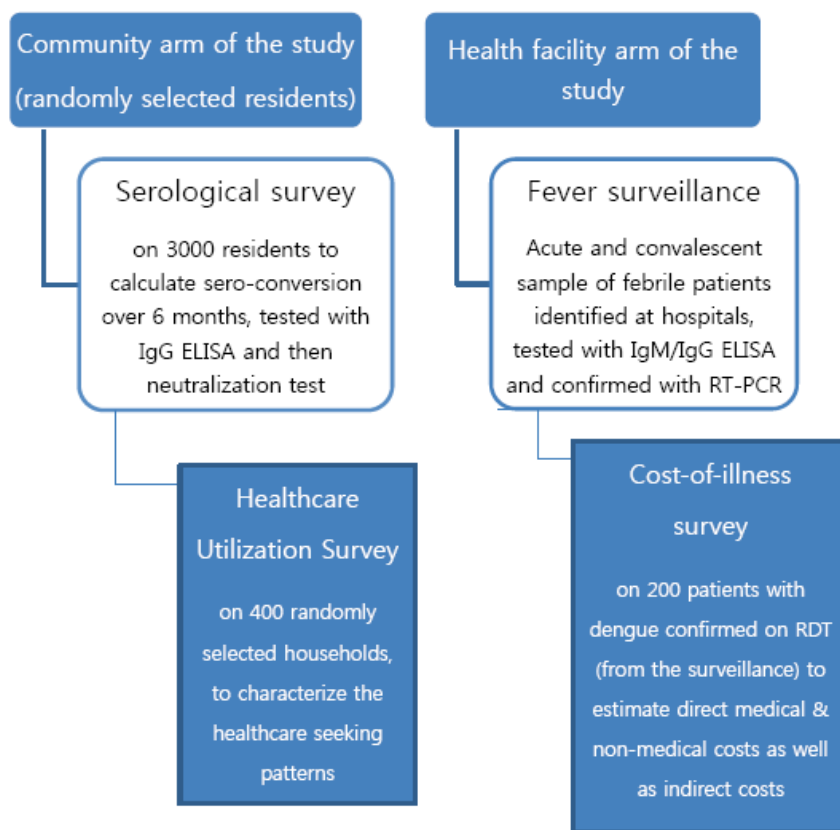 Community arm of the study
(randomly selected residents)
Serological survey
on 3000 residents to
calculate sero-conversion
over 6 months, tested with
IgG ELISA and then
neutralization test
Healthcare
Utilization Survey
on 400 randomly
selected households,
to characterize the
healthcare seeking
patterns
Health facility arm of the
study
Fever surveillance
Acute and convalescent
sample of febrile patients
identified at hospitals,
tested with IgM/IgG ELISA
and confirmed with RT-PCR
Cost-of-illness
survey
on 200 patients with
dengue confirmed on RDT
(from the surveillance) to
estimate direct medical &
non-medical costs as well
as indirect costs